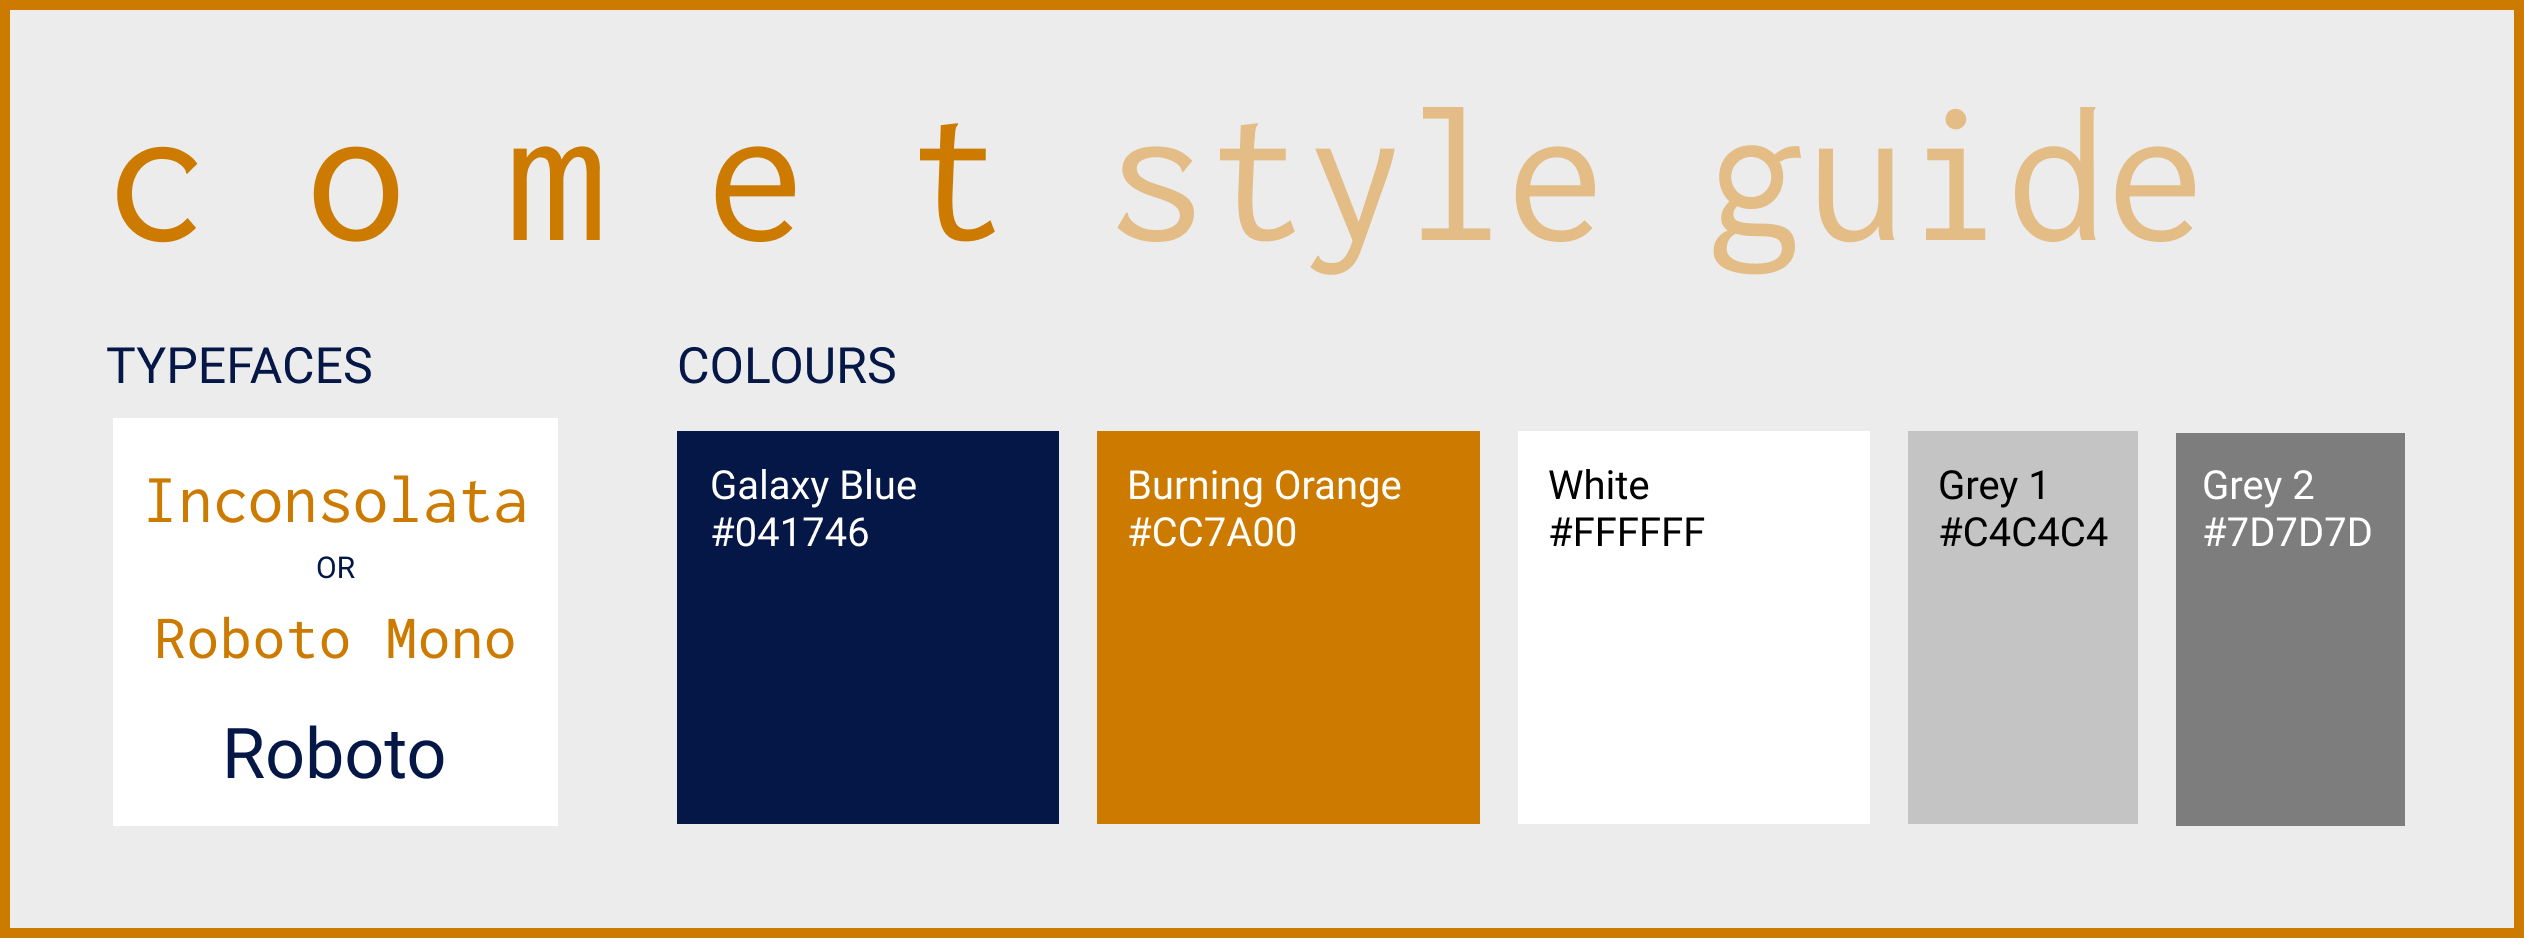 c o m e t style guide
TYPEFACES
Inconsolata
OR
Roboto Mono
Roboto
COLOURS
Galaxy Blue
#041746
Burning Orange
#CC7A00
White
#FFFFFF
Grey 1
#C4C4C4
Grey 2
#7D7D7D